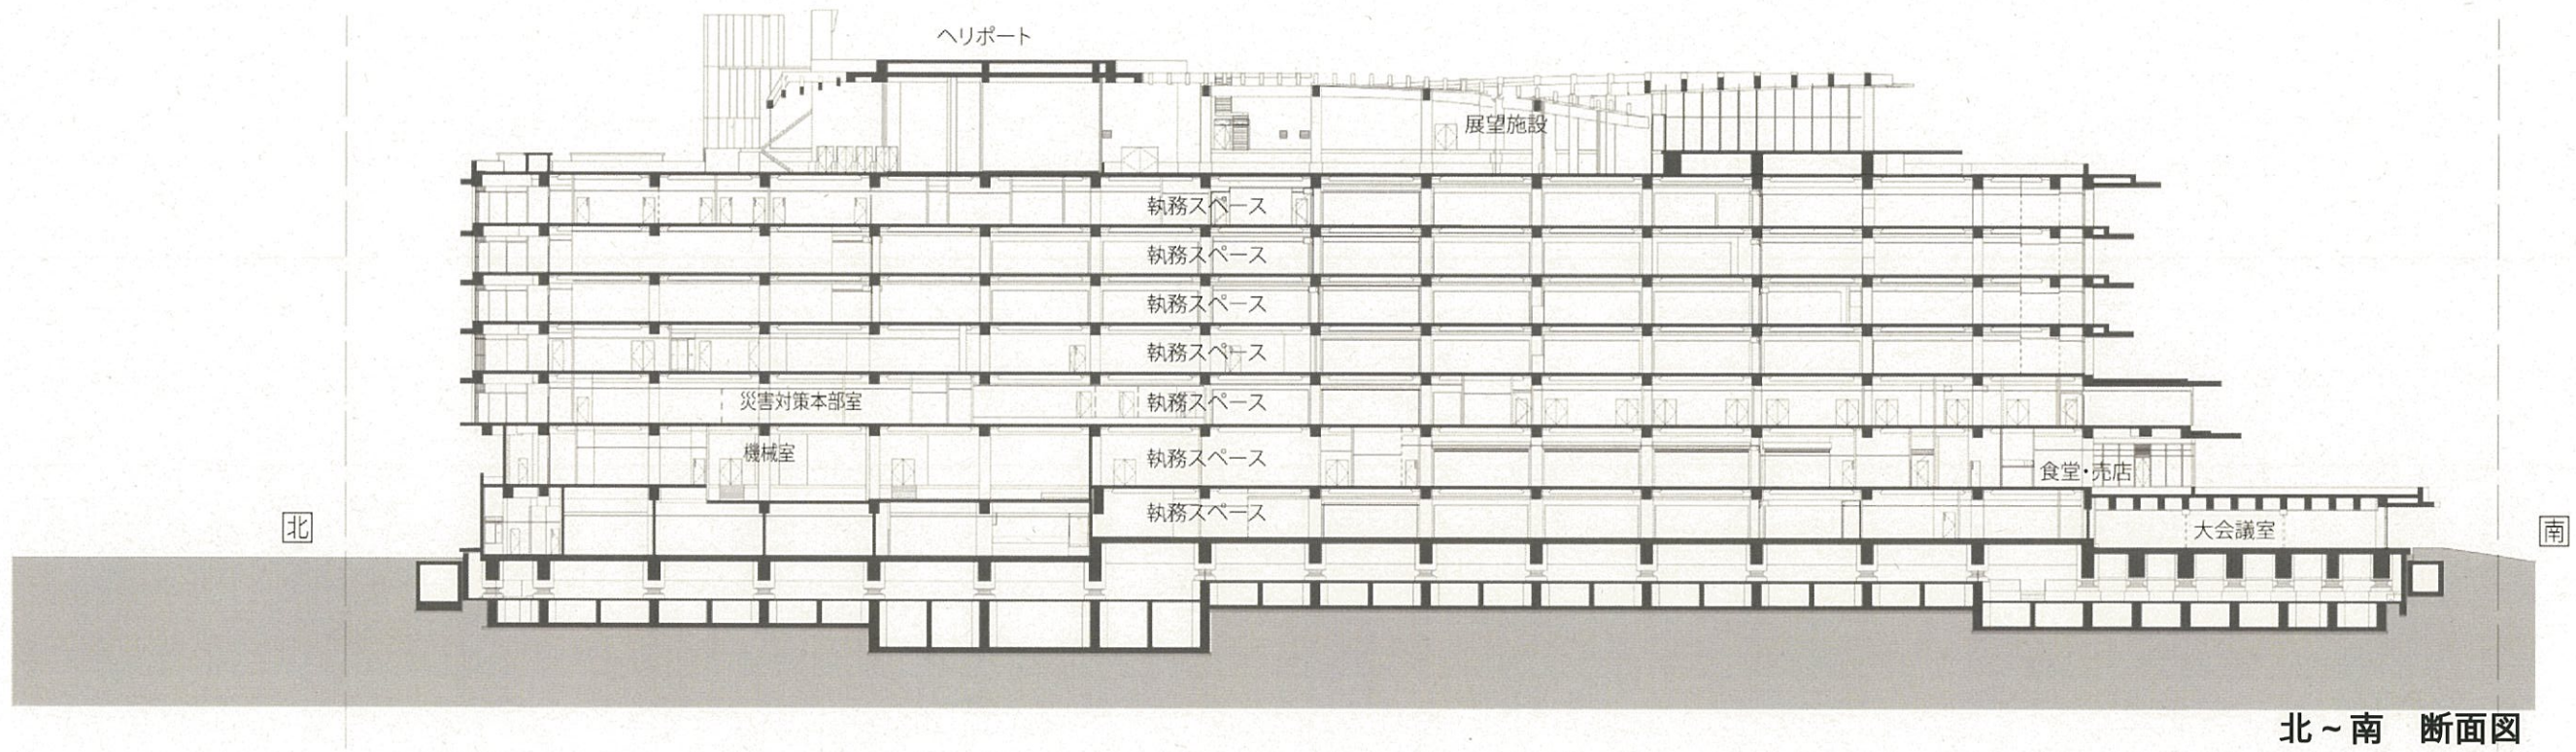 ヘリポート
展望施設
執務スペース
執務スペース
執務スペース
執務スペース
災害対策本部室
執務スペース
機械室
執務スペース
食堂・売店
執務スペース
北
大会議室
南
北～南 断面図